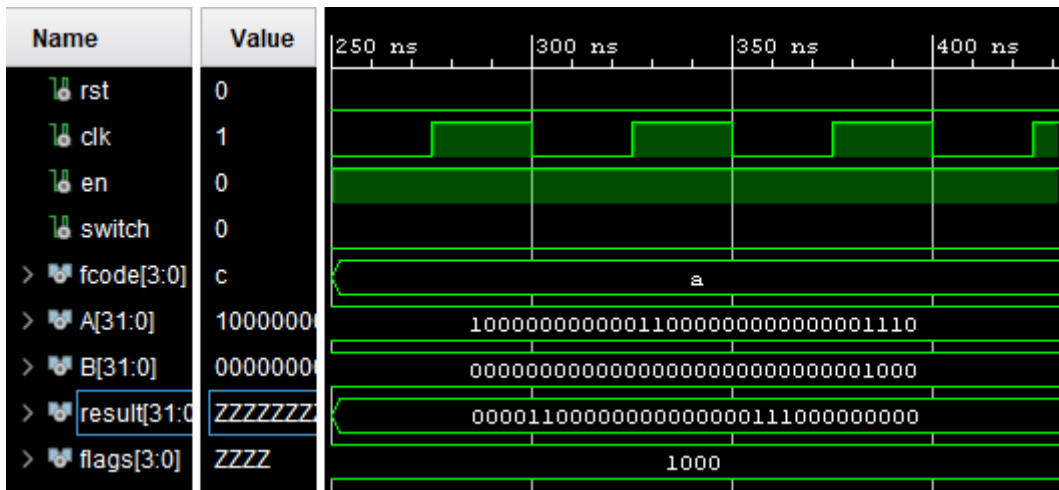 Name Value 250 ns 300 ns 350 ns 400 ns
rst 0
clk 1
en 0
switch 0
fcode[3:0] c a
A[31:0] 10000000 10000000000011000000000000001110
B[31:0] 00000000 00000000000000000000000000001000
result[31:0 ZZZZZZZZ 00001100000000000000111000000000
flags[3:0] ZZZZ 1000